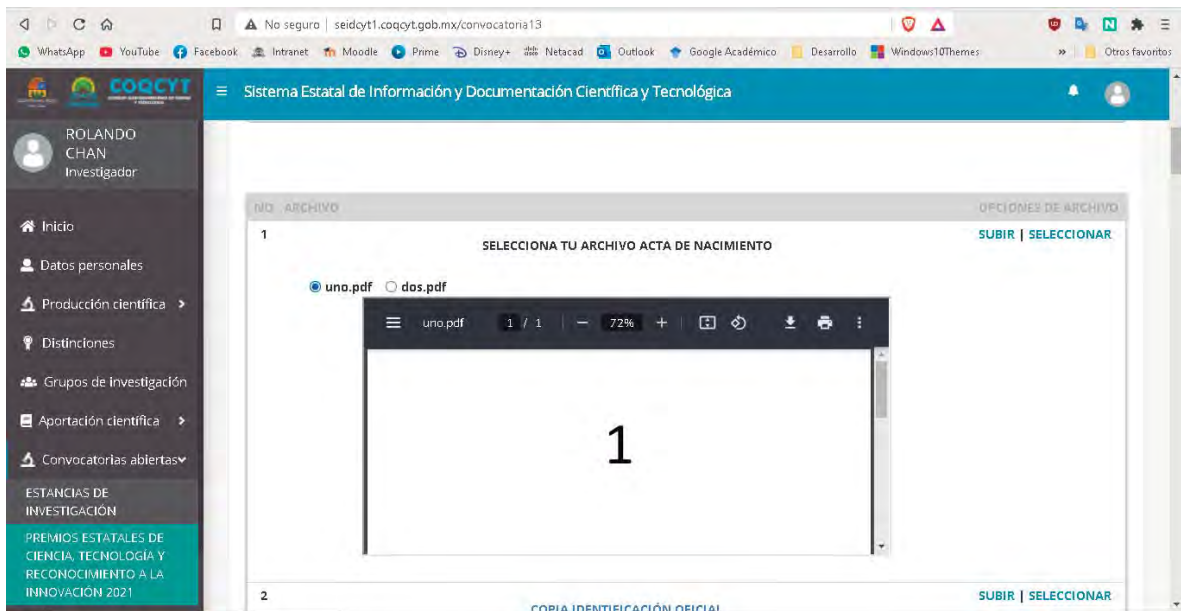 No seguro | seidcyt1.coqcyt.gob.mx/convocatoria13
WhatsApp YouTube Facebook Intranet Moodle Prime Disney+ Netacad Outlook Google Académico Desarrollo Windows10Themes » Otros favoritos
COQCYT
Sistema Estatal de Información y Documentación Científica y Tecnológica
ROLANDO
CHAN
Investigador
Inicio
Datos personales
Producción científica
Distinciones
Grupos de investigación
Aportación científica
Convocatorias abiertas
ESTANCIAS DE
INVESTIGACIÓN
PREMIOS ESTATALES DE
CIENCIA, TECNOLOGÍA Y
RECONOCIMIENTO A LA
INNOVACIÓN 2021
NO ARCHIVO OPCIONES DE ARCHIVO
1 SELECCIONA TU ARCHIVO ACTA DE NACIMIENTO SUBIR | SELECCIONAR
uno.pdf dos.pdf
uno.pdf 1 / 1 — 72% +
1
2 COPIA IDENTIFICACIÓN OFICIAL SUBIR | SELECCIONAR